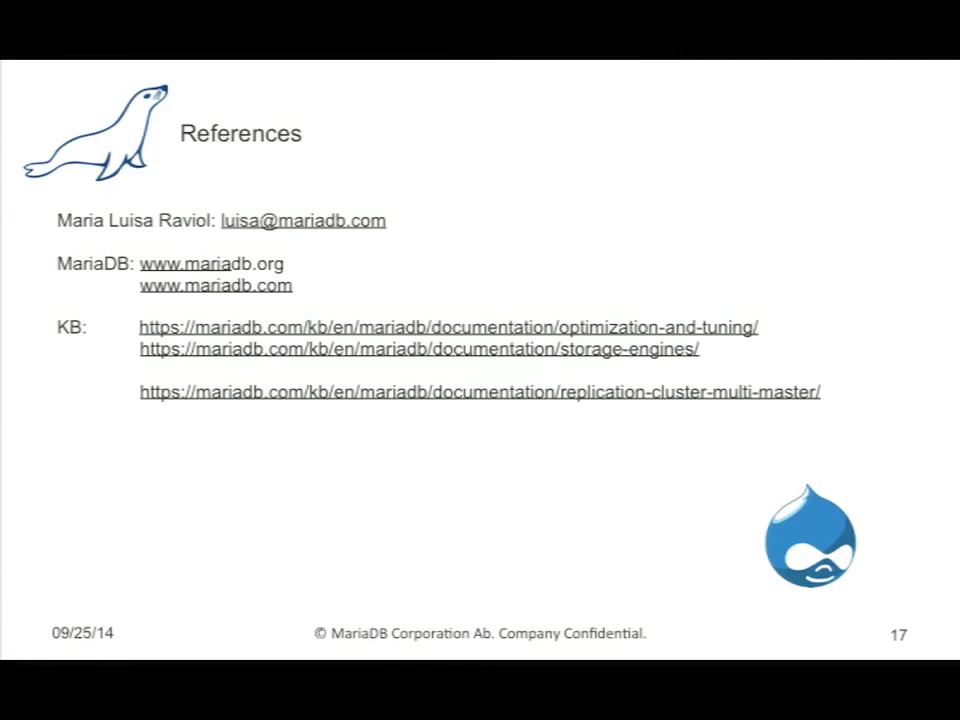 References
Maria Luisa Raviol: luisa@mariadb.com
MariaDB: www.mariadb.org
www.mariadb.com
KB: https://mariadb.com/kb/en/mariadb/documentation/optimization-and-tuning/
https://mariadb.com/kb/en/mariadb/documentation/storage-engines/
https://mariadb.com/kb/en/mariadb/documentation/replication-cluster-multi-master/
09/25/14 © MariaDB Corporation Ab. Company Confidential. 17